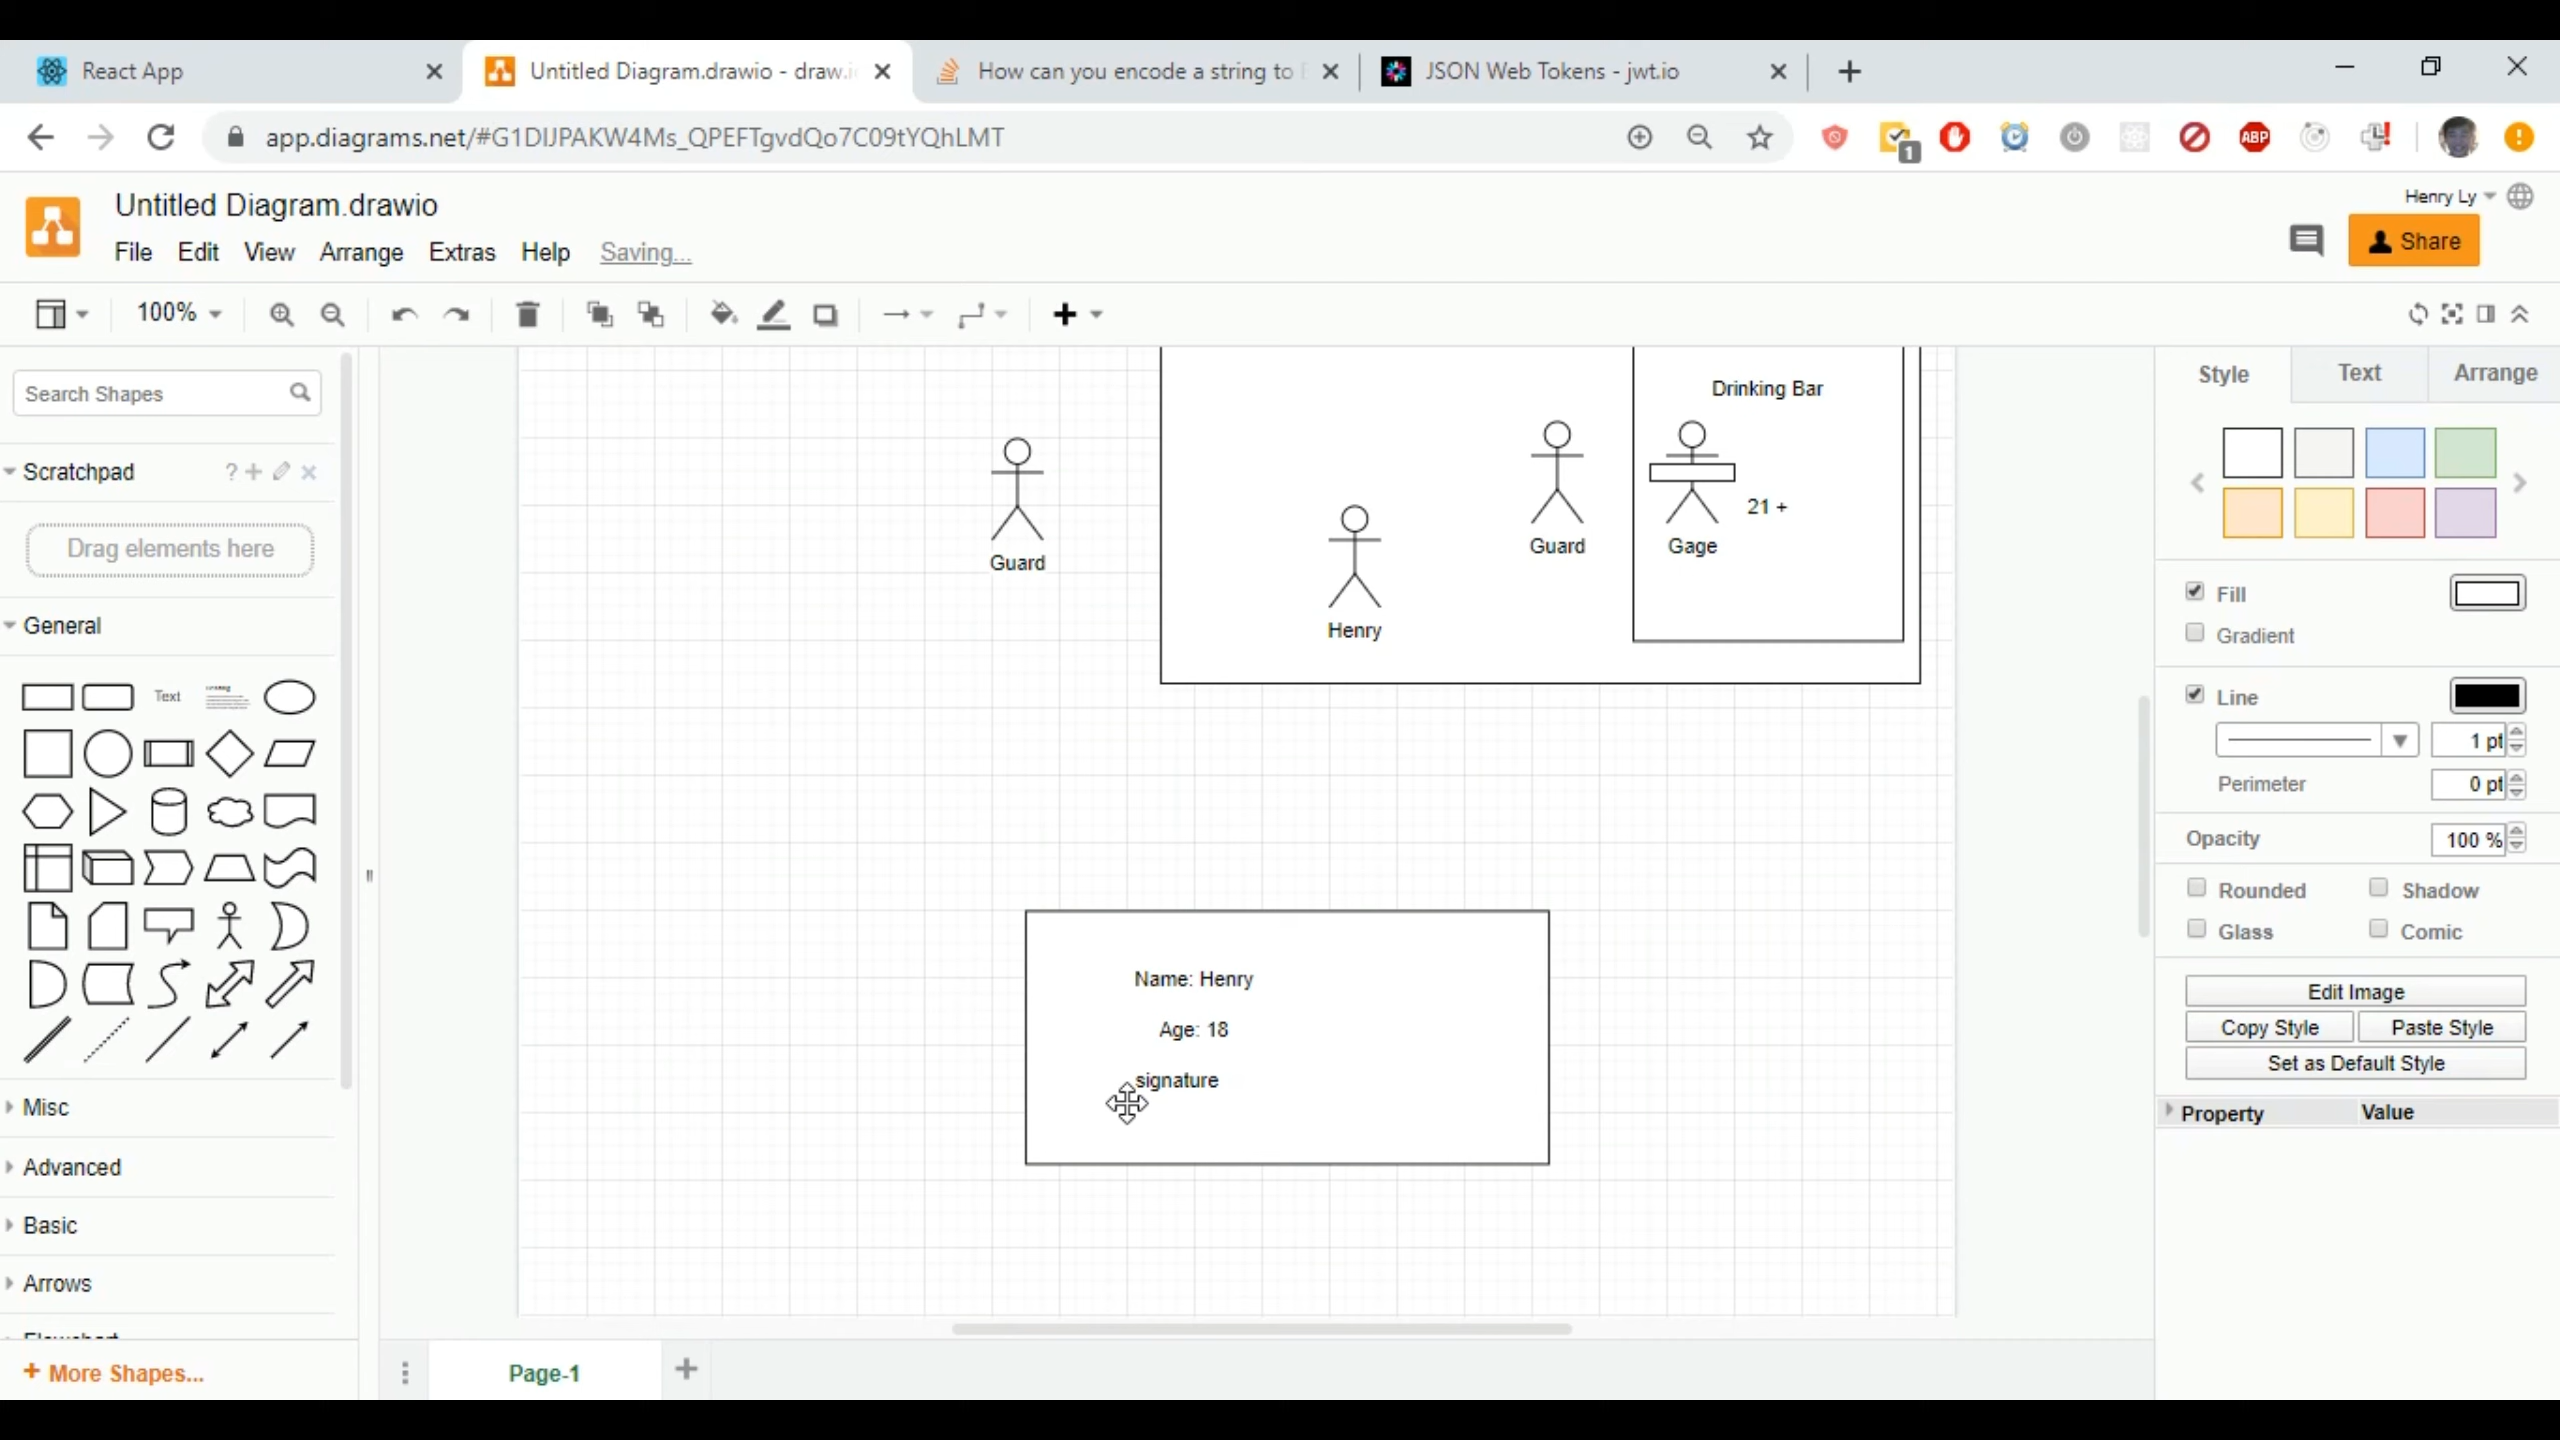 React App
Untitled Diagram.drawio - draw.i
How can you encode a string to
JSON Web Tokens - jwt.io
app.diagrams.net/#G1DIJPAKW4Ms_QPEFTgvdQo7C09tYQhLMT
1
ABP
Untitled Diagram.drawio
Henry Ly
File
Edit
View
Arrange
Extras
Help
Saving...
Share
100%
Search Shapes
Scratchpad
?
Drag elements here
General
Text
Misc
Advanced
Basic
Arrows
Flowchart
+ More Shapes...
Guard
Henry
Guard
Drinking Bar
21 +
Gage
Name: Henry
Age: 18
signature
Page-1
Style
Text
Arrange
Fill
Gradient
Line
1 pt
Perimeter
0 pt
Opacity
100 %
Rounded
Shadow
Glass
Comic
Edit Image
Copy Style
Paste Style
Set as Default Style
Property
Value